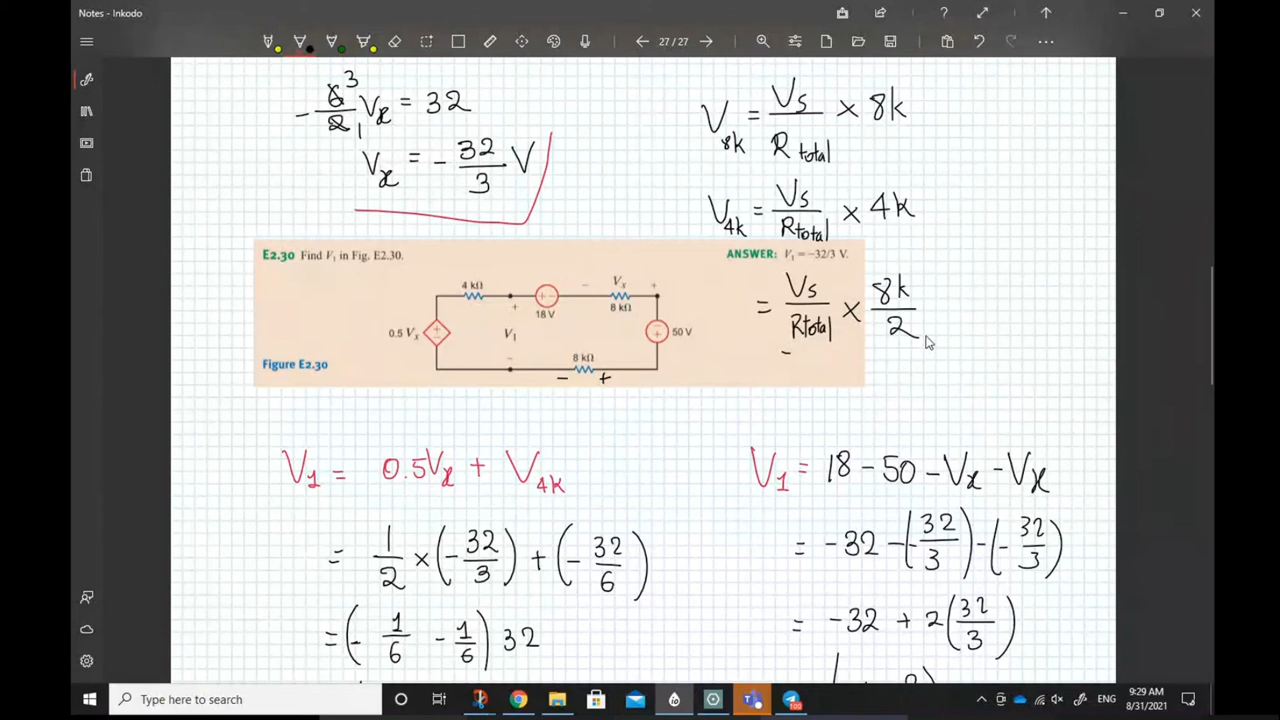 Notes - Inkodo
27 / 27
- 6̸ ³ / 2̸ ₁ Vx = 32
Vx = - 32/3 V
V8k = Vs / R total × 8k
V4k = Vs / Rtotal × 4k
= Vs / Rtotal × 8k / 2
E2.30 Find V₁ in Fig. E2.30.
ANSWER: V₁ = −32/3 V.
4 kΩ
Vx
18 V
8 kΩ
0.5 Vx
V₁
50 V
8 kΩ
Figure E2.30
V1 = 0.5Vx + V4k
= 1/2 × (- 32/3) + (- 32/6)
= (- 1/6 - 1/6) 32
V1 = 18 - 50 - Vx - Vx
= -32 - (- 32/3) - (- 32/3)
= -32 + 2 (32/3)
Type here to search
ENG
9:29 AM
8/31/2021